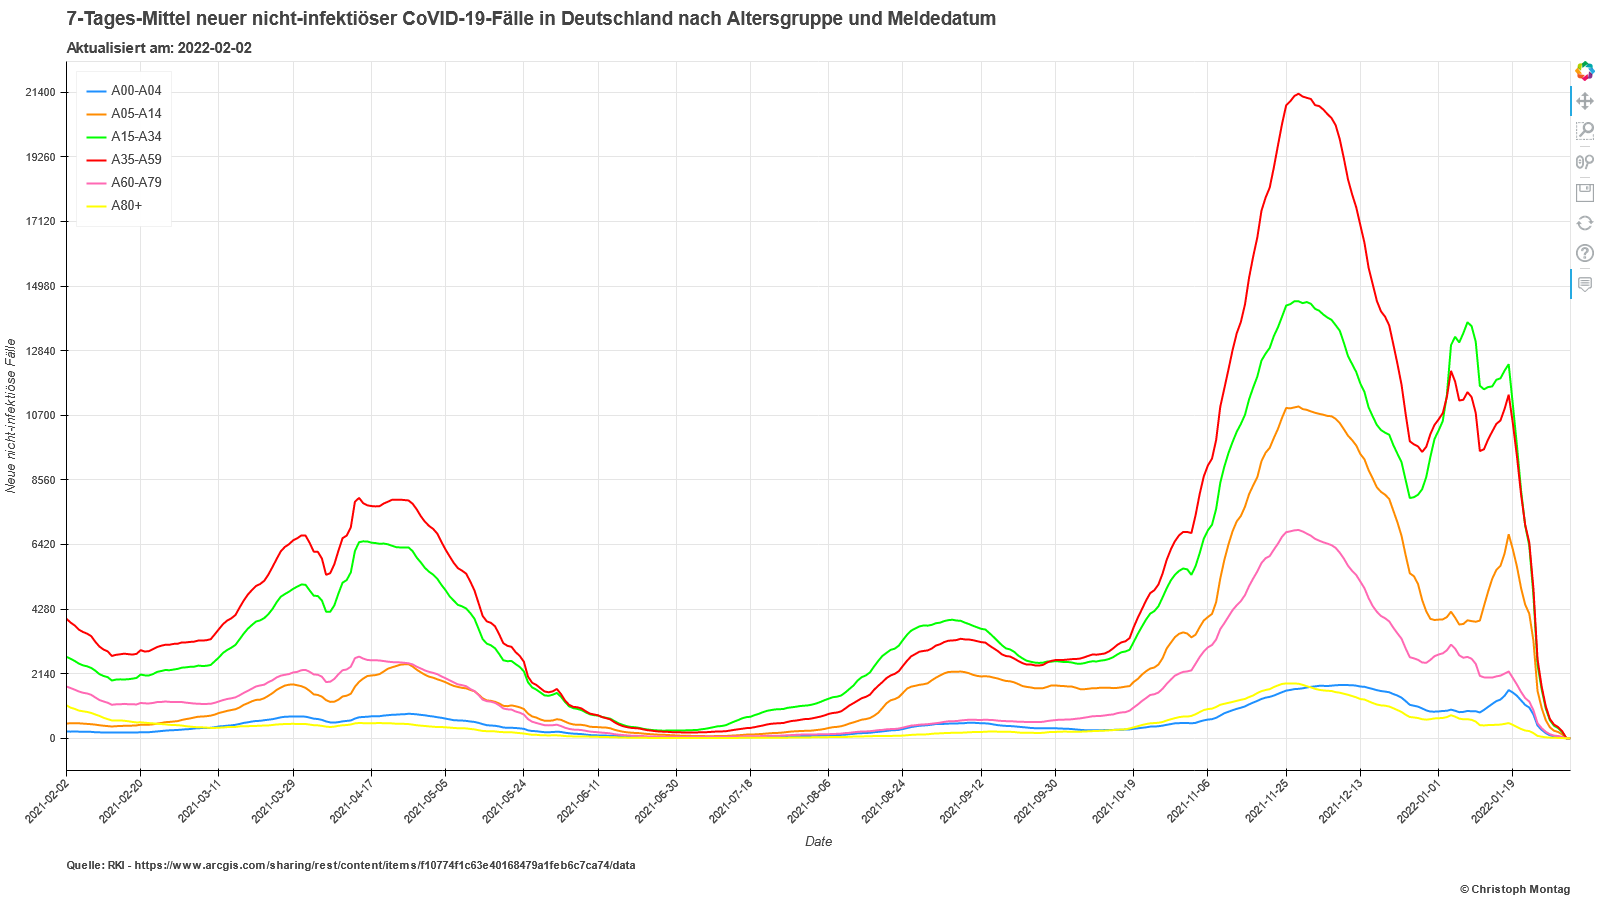 7-Tages-Mittel neuer nicht-infektiöser CoVID-19-Fälle in Deutschland nach Altersgruppe und Meldedatum
Aktualisiert am: 2022-02-02
A00-A04
A05-A14
A15-A34
A35-A59
A60-A79
A80+
21400
19260
17120
14980
12840
10700
8560
6420
4280
2140
0
Neue nicht-infektiöse Fälle
2021-02-02
2021-02-20
2021-03-11
2021-03-29
2021-04-17
2021-05-05
2021-05-24
2021-06-11
2021-06-30
2021-07-18
2021-08-06
2021-08-24
2021-09-12
2021-09-30
2021-10-19
2021-11-06
2021-11-25
2021-12-13
2022-01-01
2022-01-19
Date
Quelle: RKI - https://www.arcgis.com/sharing/rest/content/items/f10774f1c63e40168479a1feb6c7ca74/data
© Christoph Montag